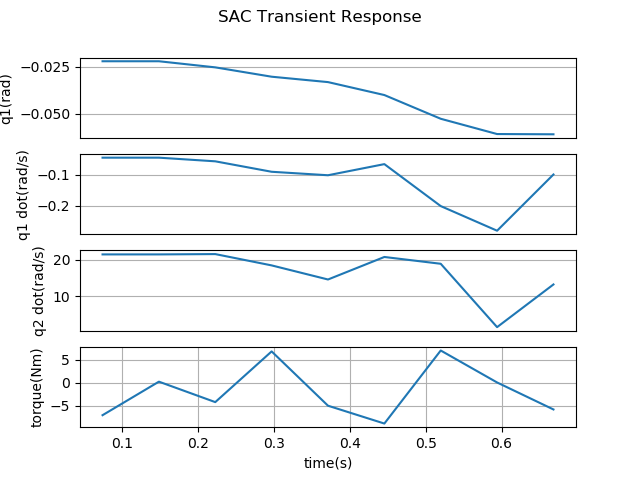 SAC Transient Response
q1(rad)
−0.025
−0.050
q1 dot(rad/s)
−0.1
−0.2
q2 dot(rad/s)
20
10
torque(Nm)
5
0
−5
0.1 0.2 0.3 0.4 0.5 0.6
time(s)